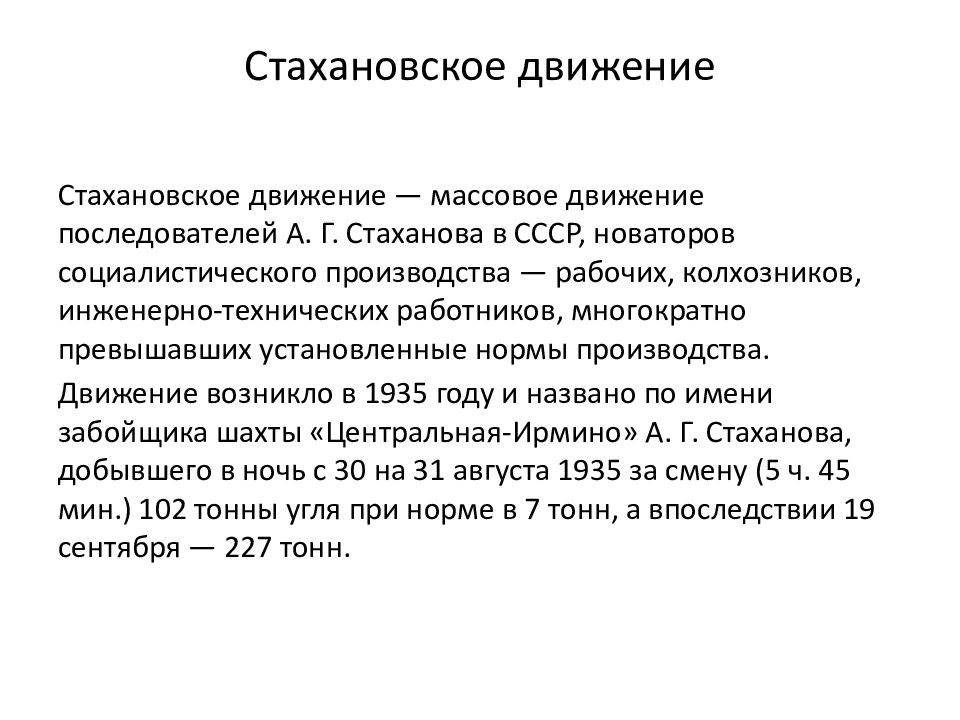 Стахановское движение
Стахановское движение — массовое движение
последователей А. Г. Стаханова в СССР, новаторов
социалистического производства — рабочих, колхозников,
инженерно-технических работников, многократно
превышавших установленные нормы производства.
Движение возникло в 1935 году и названо по имени
забойщика шахты «Центральная-Ирмино» А. Г. Стаханова,
добывшего в ночь с 30 на 31 августа 1935 за смену (5 ч. 45
мин.) 102 тонны угля при норме в 7 тонн, а впоследствии 19
сентября — 227 тонн.